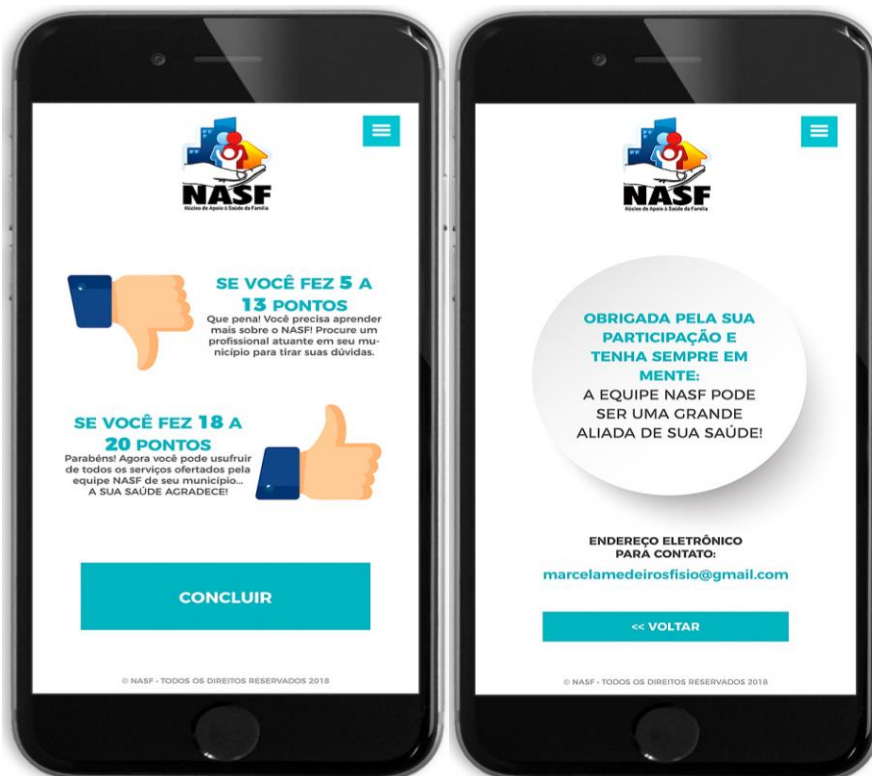 NASF
Núcleo de Apoio à Saúde da Família
SE VOCÊ FEZ 5 A
13 PONTOS
Que pena! Você precisa aprender
mais sobre o NASF! Procure um
profissional atuante em seu mu-
nicípio para tirar suas dúvidas.
SE VOCÊ FEZ 18 A
20 PONTOS
Parabéns! Agora você pode usufruir
de todos os serviços ofertados pela
equipe NASF de seu município...
A SUA SAÚDE AGRADECE!
CONCLUIR
© NASF - TODOS OS DIREITOS RESERVADOS 2018
NASF
Núcleo de Apoio à Saúde da Família
OBRIGADA PELA SUA
PARTICIPAÇÃO E
TENHA SEMPRE EM
MENTE:
A EQUIPE NASF PODE
SER UMA GRANDE
ALIADA DE SUA SAÚDE!
ENDEREÇO ELETRÔNICO
PARA CONTATO:
marcelamedeirosfisio@gmail.com
<< VOLTAR
© NASF - TODOS OS DIREITOS RESERVADOS 2018